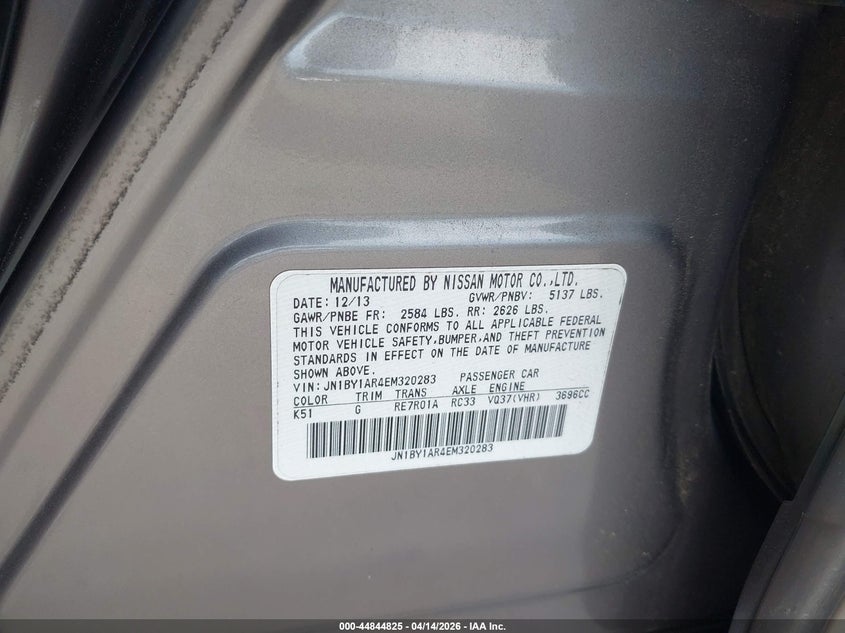 MANUFACTURED BY NISSAN MOTOR CO.,LTD.
DATE: 12/13 GVWR/PNBV: 5137 LBS.
GAWR/PNBE FR: 2584 LBS. RR: 2626 LBS.
THIS VEHICLE CONFORMS TO ALL APPLICABLE FEDERAL
MOTOR VEHICLE SAFETY,BUMPER,AND THEFT PREVENTION
STANDARDS IN EFFECT ON THE DATE OF MANUFACTURE
SHOWN ABOVE.
VIN:JN1BY1AR4EM320283 PASSENGER CAR
COLOR TRIM TRANS AXLE ENGINE
K51 G RE7R01A RC33 VQ37(VHR) 3696CC
JN1BY1AR4EM320283
000-44844825 - 04/14/2026 - IAA Inc.